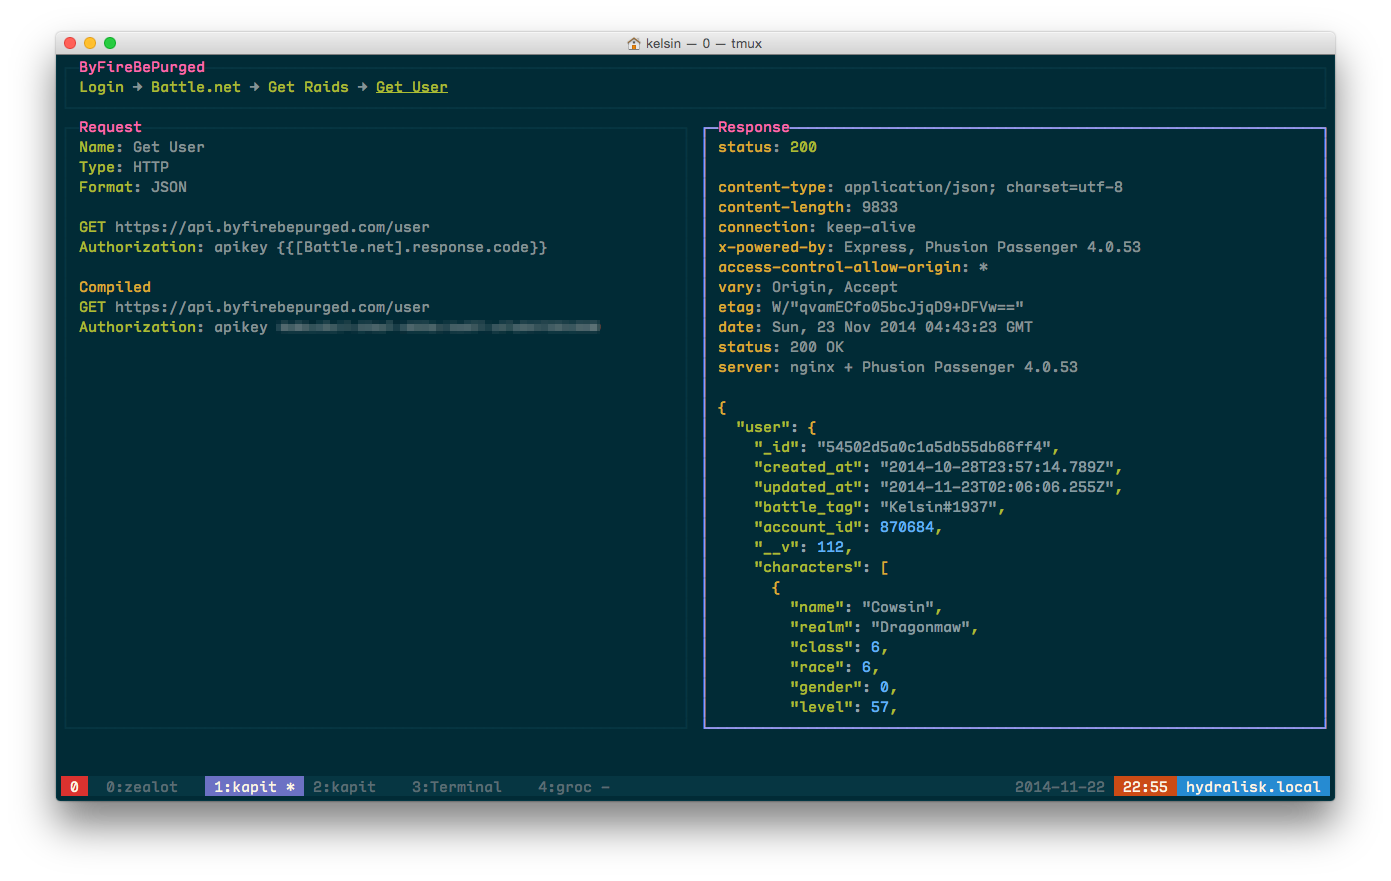 kelsin — 0 — tmux
ByFireBePurged
Login → Battle.net → Get Raids → Get User
Request
Name: Get User
Type: HTTP
Format: JSON
GET https://api.byfirebepurged.com/user
Authorization: apikey {{[Battle.net].response.code}}
Compiled
GET https://api.byfirebepurged.com/user
Authorization: apikey
Response
status: 200
content-type: application/json; charset=utf-8
content-length: 9833
connection: keep-alive
x-powered-by: Express, Phusion Passenger 4.0.53
access-control-allow-origin: *
vary: Origin, Accept
etag: W/"qvamECfo05bcJjqD9+DFVw=="
date: Sun, 23 Nov 2014 04:43:23 GMT
status: 200 OK
server: nginx + Phusion Passenger 4.0.53
{
"user": {
"_id": "54502d5a0c1a5db55db66ff4",
"created_at": "2014-10-28T23:57:14.789Z",
"updated_at": "2014-11-23T02:06:06.255Z",
"battle_tag": "Kelsin#1937",
"account_id": 870684,
"__v": 112,
"characters": [
{
"name": "Cowsin",
"realm": "Dragonmaw",
"class": 6,
"race": 6,
"gender": 0,
"level": 57,
0 0:zealot 1:kapit * 2:kapit 3:Terminal 4:groc - 2014-11-22 22:55 hydralisk.local